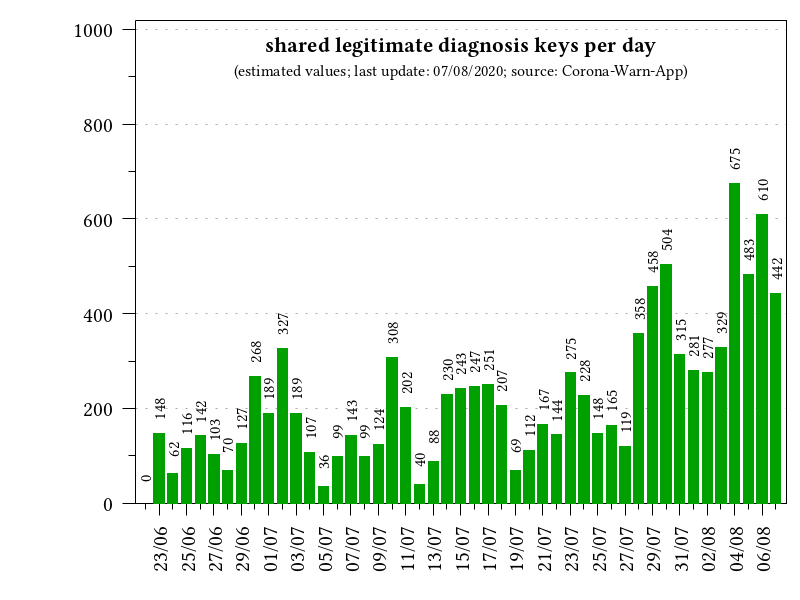 shared legitimate diagnosis keys per day
(estimated values; last update: 07/08/2020; source: Corona-Warn-App)
1000
800
600
400
200
0
0 148 62 116 142 103 70 127 268 189 327 189 107 36 99 143 99 124 308 202 40 88 230 243 247 251 207 69 112 167 144 275 228 148 165 119 358 458 504 315 281 277 329 675 483 610 442
23/06 25/06 27/06 29/06 01/07 03/07 05/07 07/07 09/07 11/07 13/07 15/07 17/07 19/07 21/07 23/07 25/07 27/07 29/07 31/07 02/08 04/08 06/08